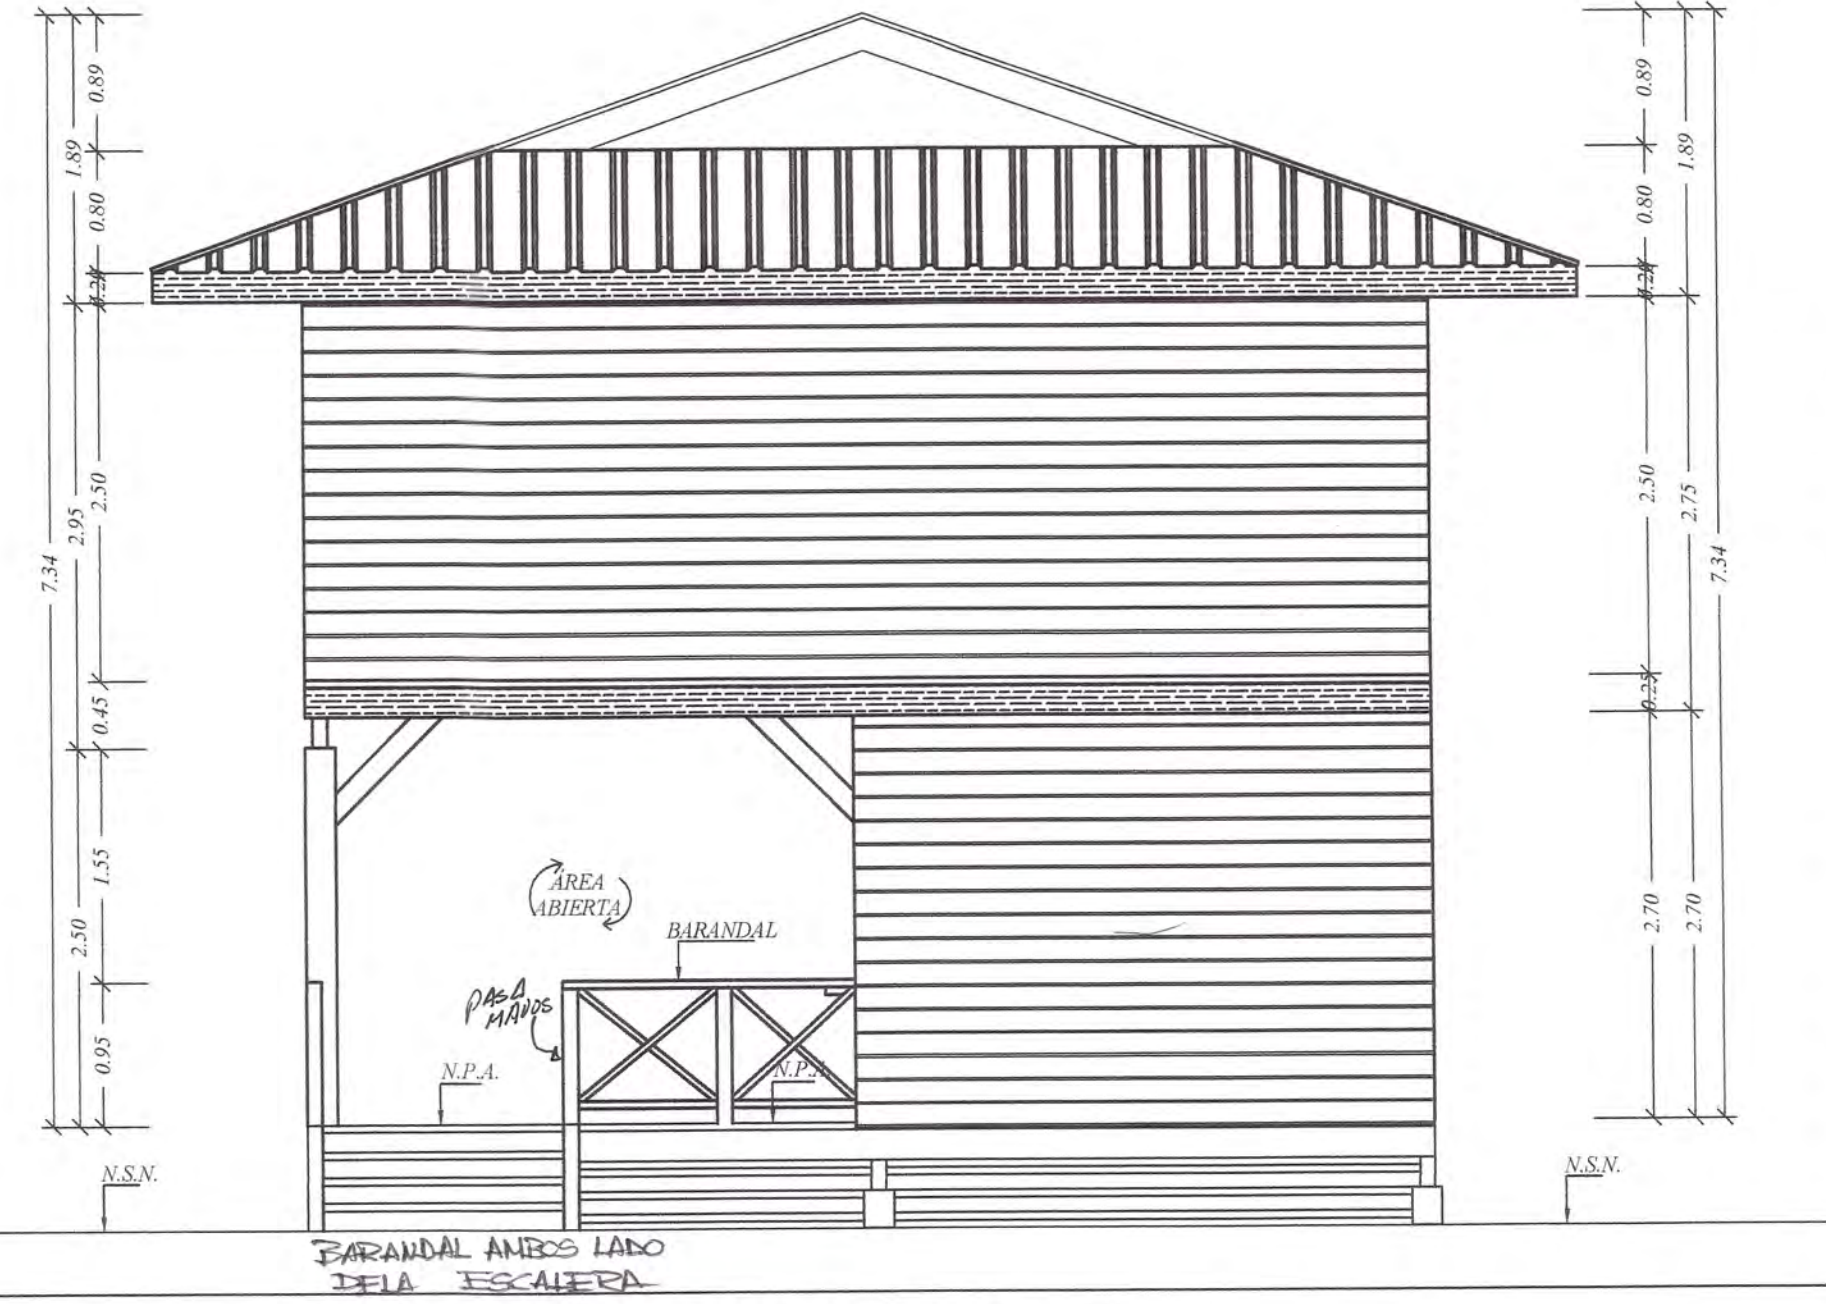 0.89
1.89
0.80
0.20
2.50
2.95
7.34
0.45
1.55
2.50
0.95
N.S.N.
ÁREA
ABIERTA
BARANDAL
PASA
MANOS
N.P.A.
N.P.A.
0.89
1.89
0.80
0.20
2.50
2.75
7.34
0.25
2.70
2.70
N.S.N.
BARANDAL AMBOS LADO
DELA ESCALERA